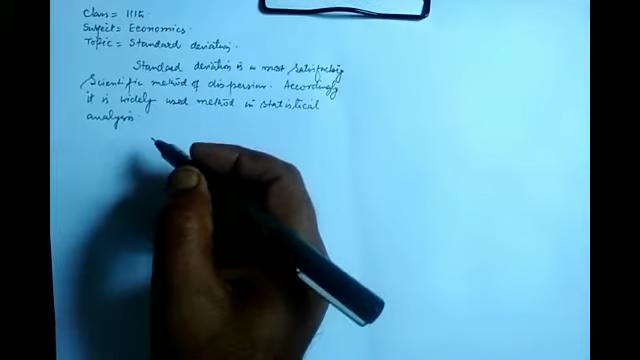 Class = 11th
Subject = Economics.
Topic = Standard deviation.
Standard deviation is a most satisfactory
Scientific method of dispersion. Accordingly
it is widely used method in statistical
analysis.